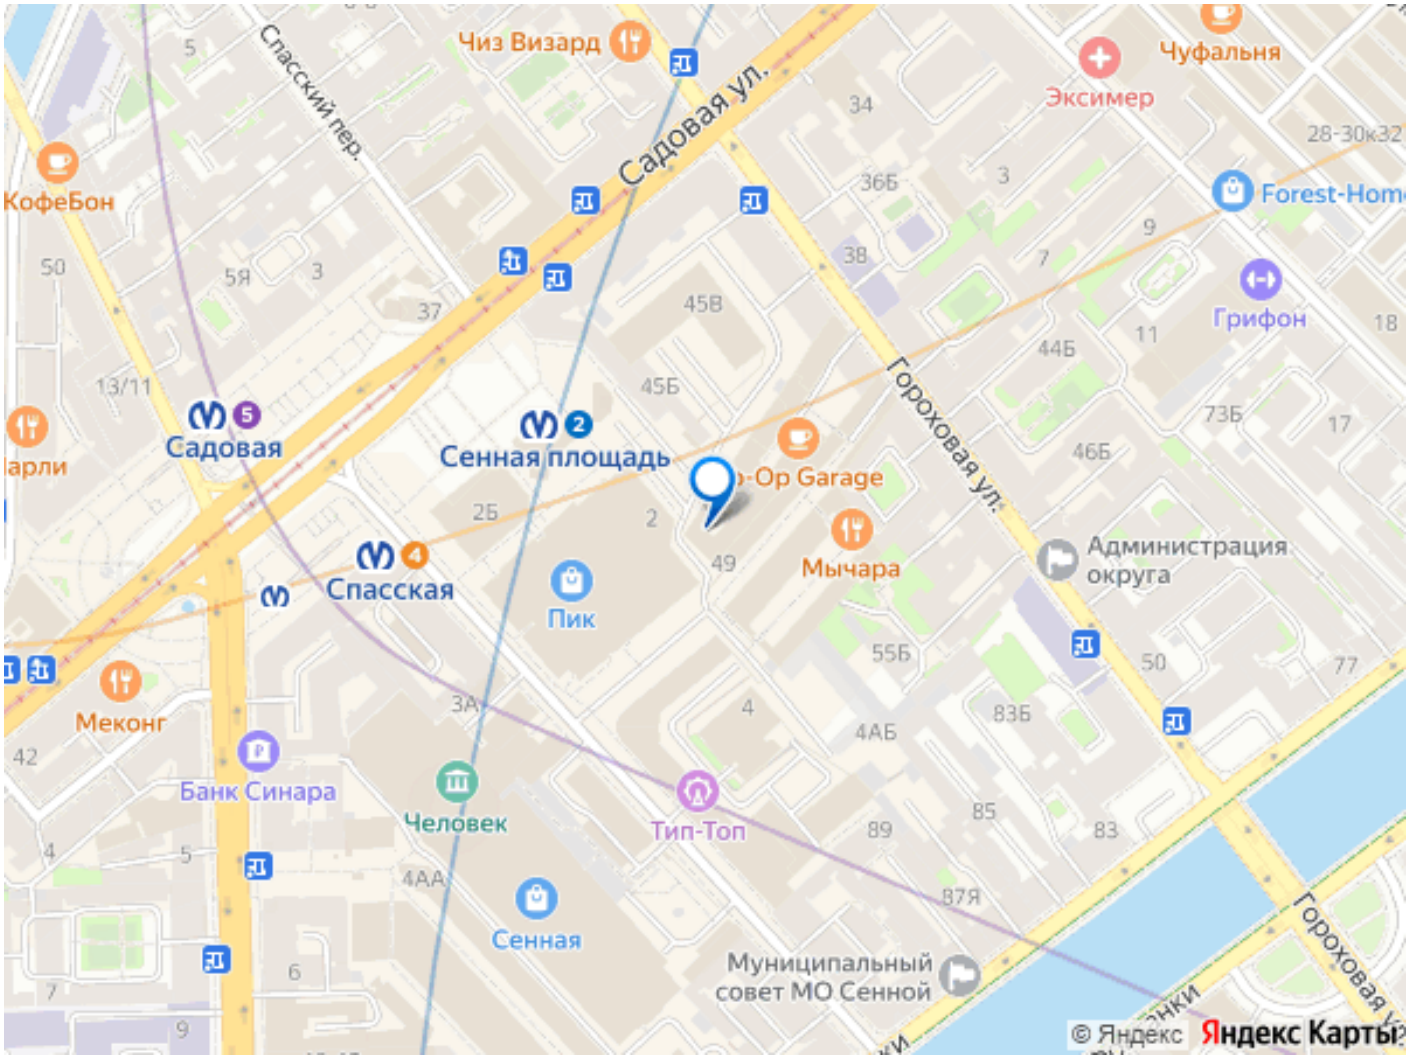 Спасский пер.
5
Чиз Визард
Чуфальня
Эксимер
34
28-30к32
Садовая ул.
КофеБон
36Б
3
Forest-Home
9
50
5Я
3
38
7
37
45В
Грифон
11
18
13/11
45Б
44Б
Гороховая ул.
73Б
17
5
Садовая
2
Сенная площадь
46Б
Op Garage
2Б
2
4
Спасская
49
Мычара
Администрация
округа
Пик
55Б
50
77
Меконг
3А
4
4АБ
83Б
42
Банк Синара
Человек
Тип-Топ
89
85
83
4
5
4АА
87Я
Сенная
Муниципальный
совет МО Сенной
6
7
9
Гороховая
© Яндекс
Яндекс Карты